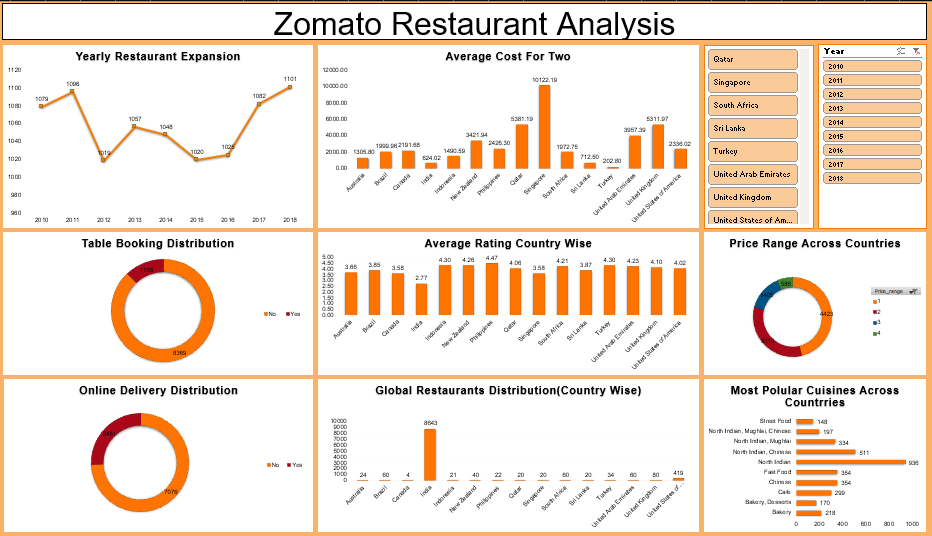 Zomato Restaurant Analysis
Yearly Restaurant Expansion
1120
1100
1080
1060
1040
1020
1000
980
960
1079
1096
1019
1057
1048
1020
1082
1101
2010 2011 2012 2013 2014 2015 2016 2017 2018
Average Cost For Two
12000.00
10000.00
8000.00
6000.00
4000.00
2000.00
0.00
1305.80
1999.96
2191.68
624.02
1490.59
3421.94
2426.30
5381.19
10122.19
1972.75
712.50
202.80
3957.39
5311.97
2336.02
Australia
Brazil
Canada
India
Indonesia
New Zealand
Philippines
Qatar
Singapore
South Africa
Sri Lanka
Turkey
United Arab Emirates
United Kingdom
United States of America
Qatar
Singapore
South Africa
Sri Lanka
Turkey
United Arab Emirates
United Kingdom
United States of Am...
Year
2010
2011
2012
2013
2014
2015
2016
2017
2018
Table Booking Distribution
8369
No Yes
Average Rating Country Wise
5.00
4.50
4.00
3.50
3.00
2.50
2.00
1.50
1.00
0.50
0.00
3.66
3.85
3.58
2.77
4.30
4.26
4.47
4.06
3.58
4.21
3.87
4.30
4.23
4.10
4.02
Australia
Brazil
Canada
India
Indonesia
New Zealand
Philippines
Qatar
Singapore
South Africa
Sri Lanka
Turkey
United Arab Emirates
United Kingdom
United States of America
Price Range Across Countries
586
4423
Price_range
1
2
3
4
Online Delivery Distribution
7076
No Yes
Global Restaurants Distribution(Country Wise)
10000
9000
8000
7000
6000
5000
4000
3000
2000
1000
0
24
60
4
8643
21
40
22
20
20
60
20
34
60
80
419
Australia
Brazil
Canada
India
Indonesia
New Zealand
Philippines
Qatar
Singapore
South Africa
Sri Lanka
Turkey
United Arab Emirates
United Kingdom
United States of ...
Most Polular Cuisines Across
Countrries
Street Food 148
North Indian, Mughlai, Chinese 197
North Indian, Mughlai 334
North Indian, Chinese 511
North Indian 936
Fast Food 354
Chinese 354
Cafe 299
Bakery, Desserts
Bakery 218
0 200 400 600 800 1000